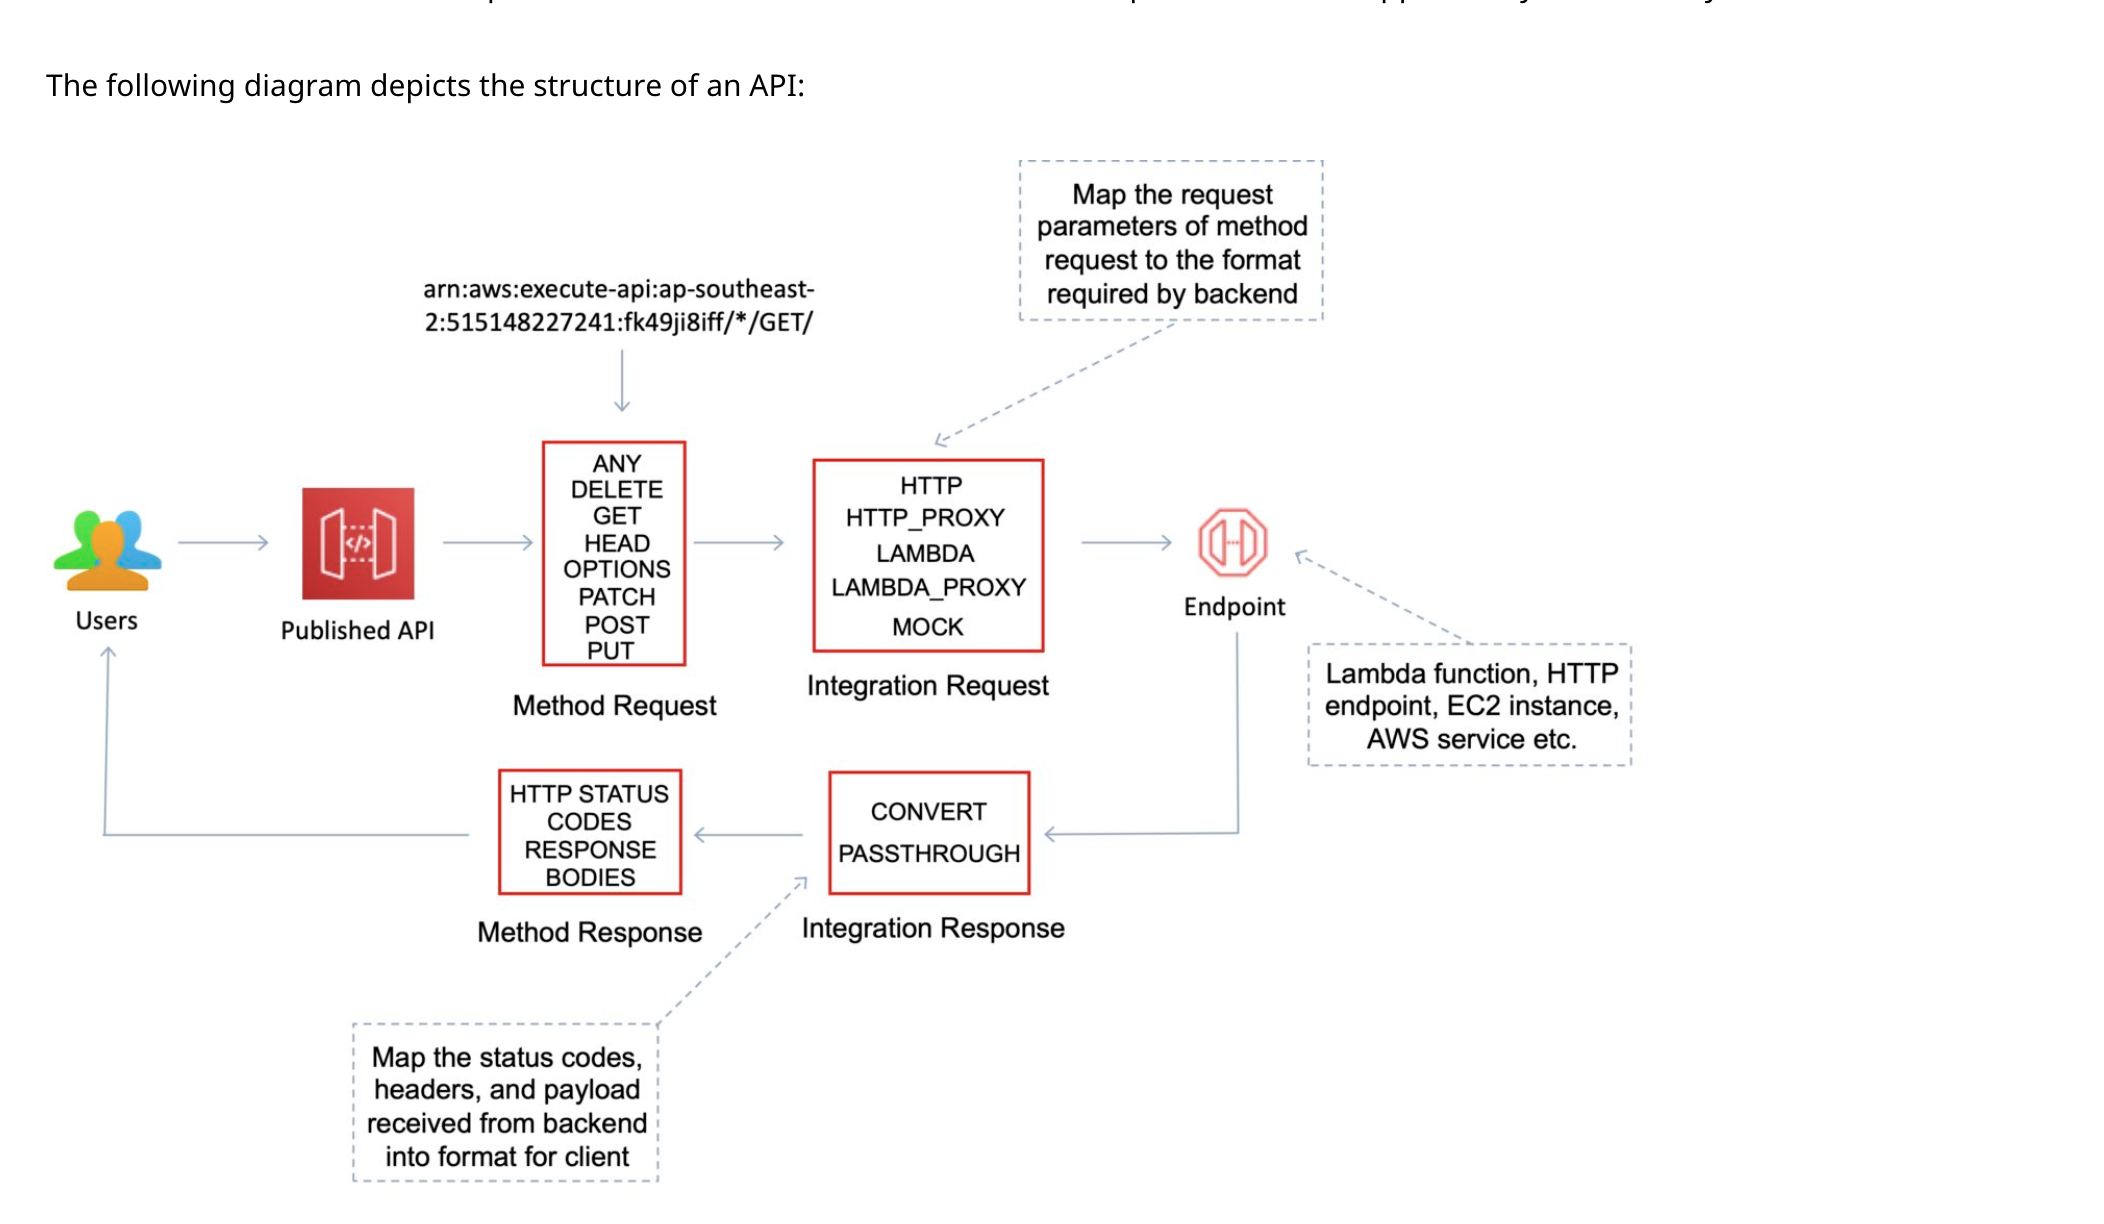 The following diagram depicts the structure of an API:
Map the request
parameters of method
request to the format
required by backend
arn:aws:execute-api:ap-southeast-
2:515148227241:fk49ji8iff/*/GET/
ANY
DELETE
GET
HEAD
OPTIONS
PATCH
POST
PUT
Method Request
HTTP
HTTP_PROXY
LAMBDA
LAMBDA_PROXY
MOCK
Integration Request
Users
Published API
Endpoint
Lambda function, HTTP
endpoint, EC2 instance,
AWS service etc.
HTTP STATUS
CODES
RESPONSE
BODIES
Method Response
CONVERT
PASSTHROUGH
Integration Response
Map the status codes,
headers, and payload
received from backend
into format for client